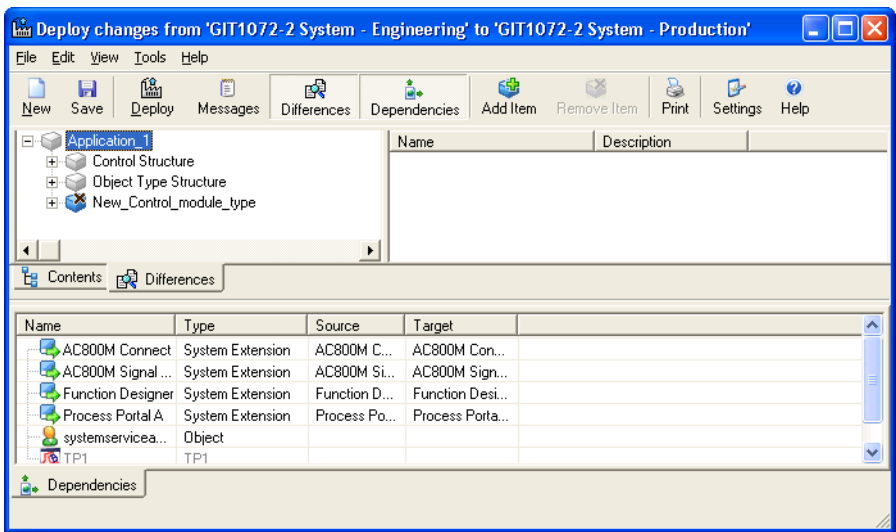 Deploy changes from 'GIT1072-2 System - Engineering' to 'GIT1072-2 System - Production'
File Edit View Tools Help
New Save Deploy Messages Differences Dependencies Add Item Remove Item Print Settings Help
Application_1
Name Description
Control Structure
Object Type Structure
New_Control_module_type
Contents Differences
Name Type Source Target
AC800M Connect System Extension AC800M C... AC800M Con...
AC800M Signal ... System Extension AC800M Si... AC800M Sign...
Function Designer System Extension Function D... Function Desi...
Process Portal A System Extension Process Po... Process Porta...
systemservicea... Object
TP1 TP1
Dependencies